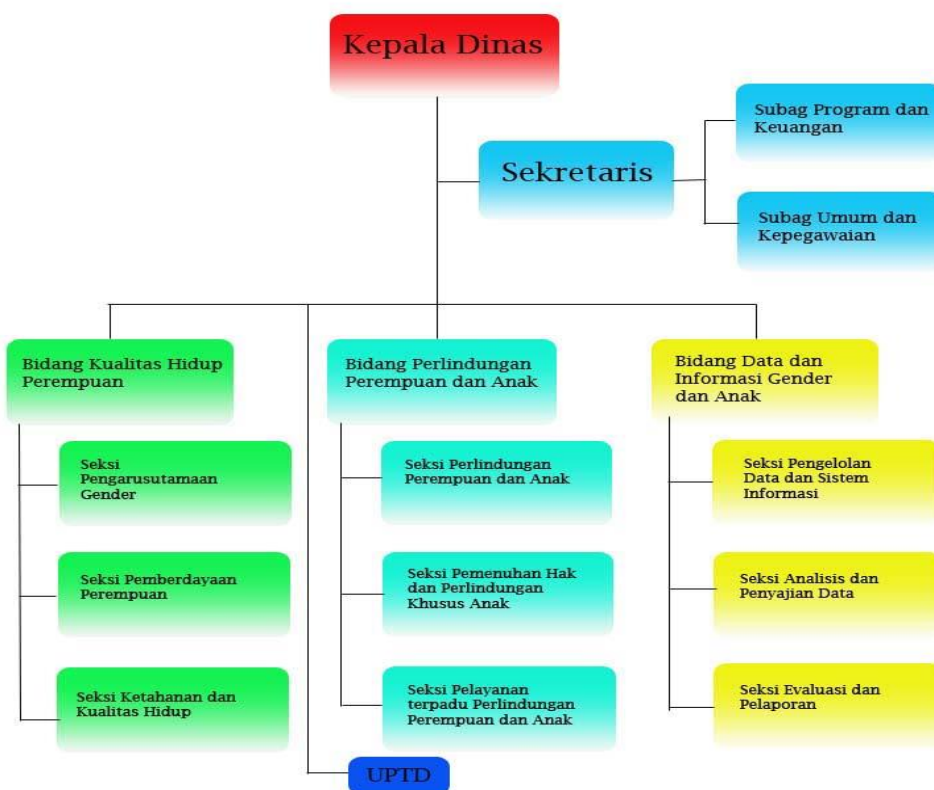 Kepala Dinas
Subag Program dan
Keuangan
Sekretaris
Subag Umum dan
Kepegawaian
Bidang Kualitas Hidup
Perempuan
Seksi
Pengarusutamaan
Gender
Seksi Pemberdayaan
Perempuan
Seksi Ketahanan dan
Kualitas Hidup
Bidang Perlindungan
Perempuan dan Anak
Seksi Perlindungan
Perempuan dan Anak
Seksi Pemenuhan Hak
dan Perlindungan
Khusus Anak
Seksi Pelayanan
terpadu Perlindungan
Perempuan dan Anak
Bidang Data dan
Informasi Gender
dan Anak
Seksi Pengelolan
Data dan Sistem
Informasi
Seksi Analisis dan
Penyajian Data
Seksi Evaluasi dan
Pelaporan
UPTD